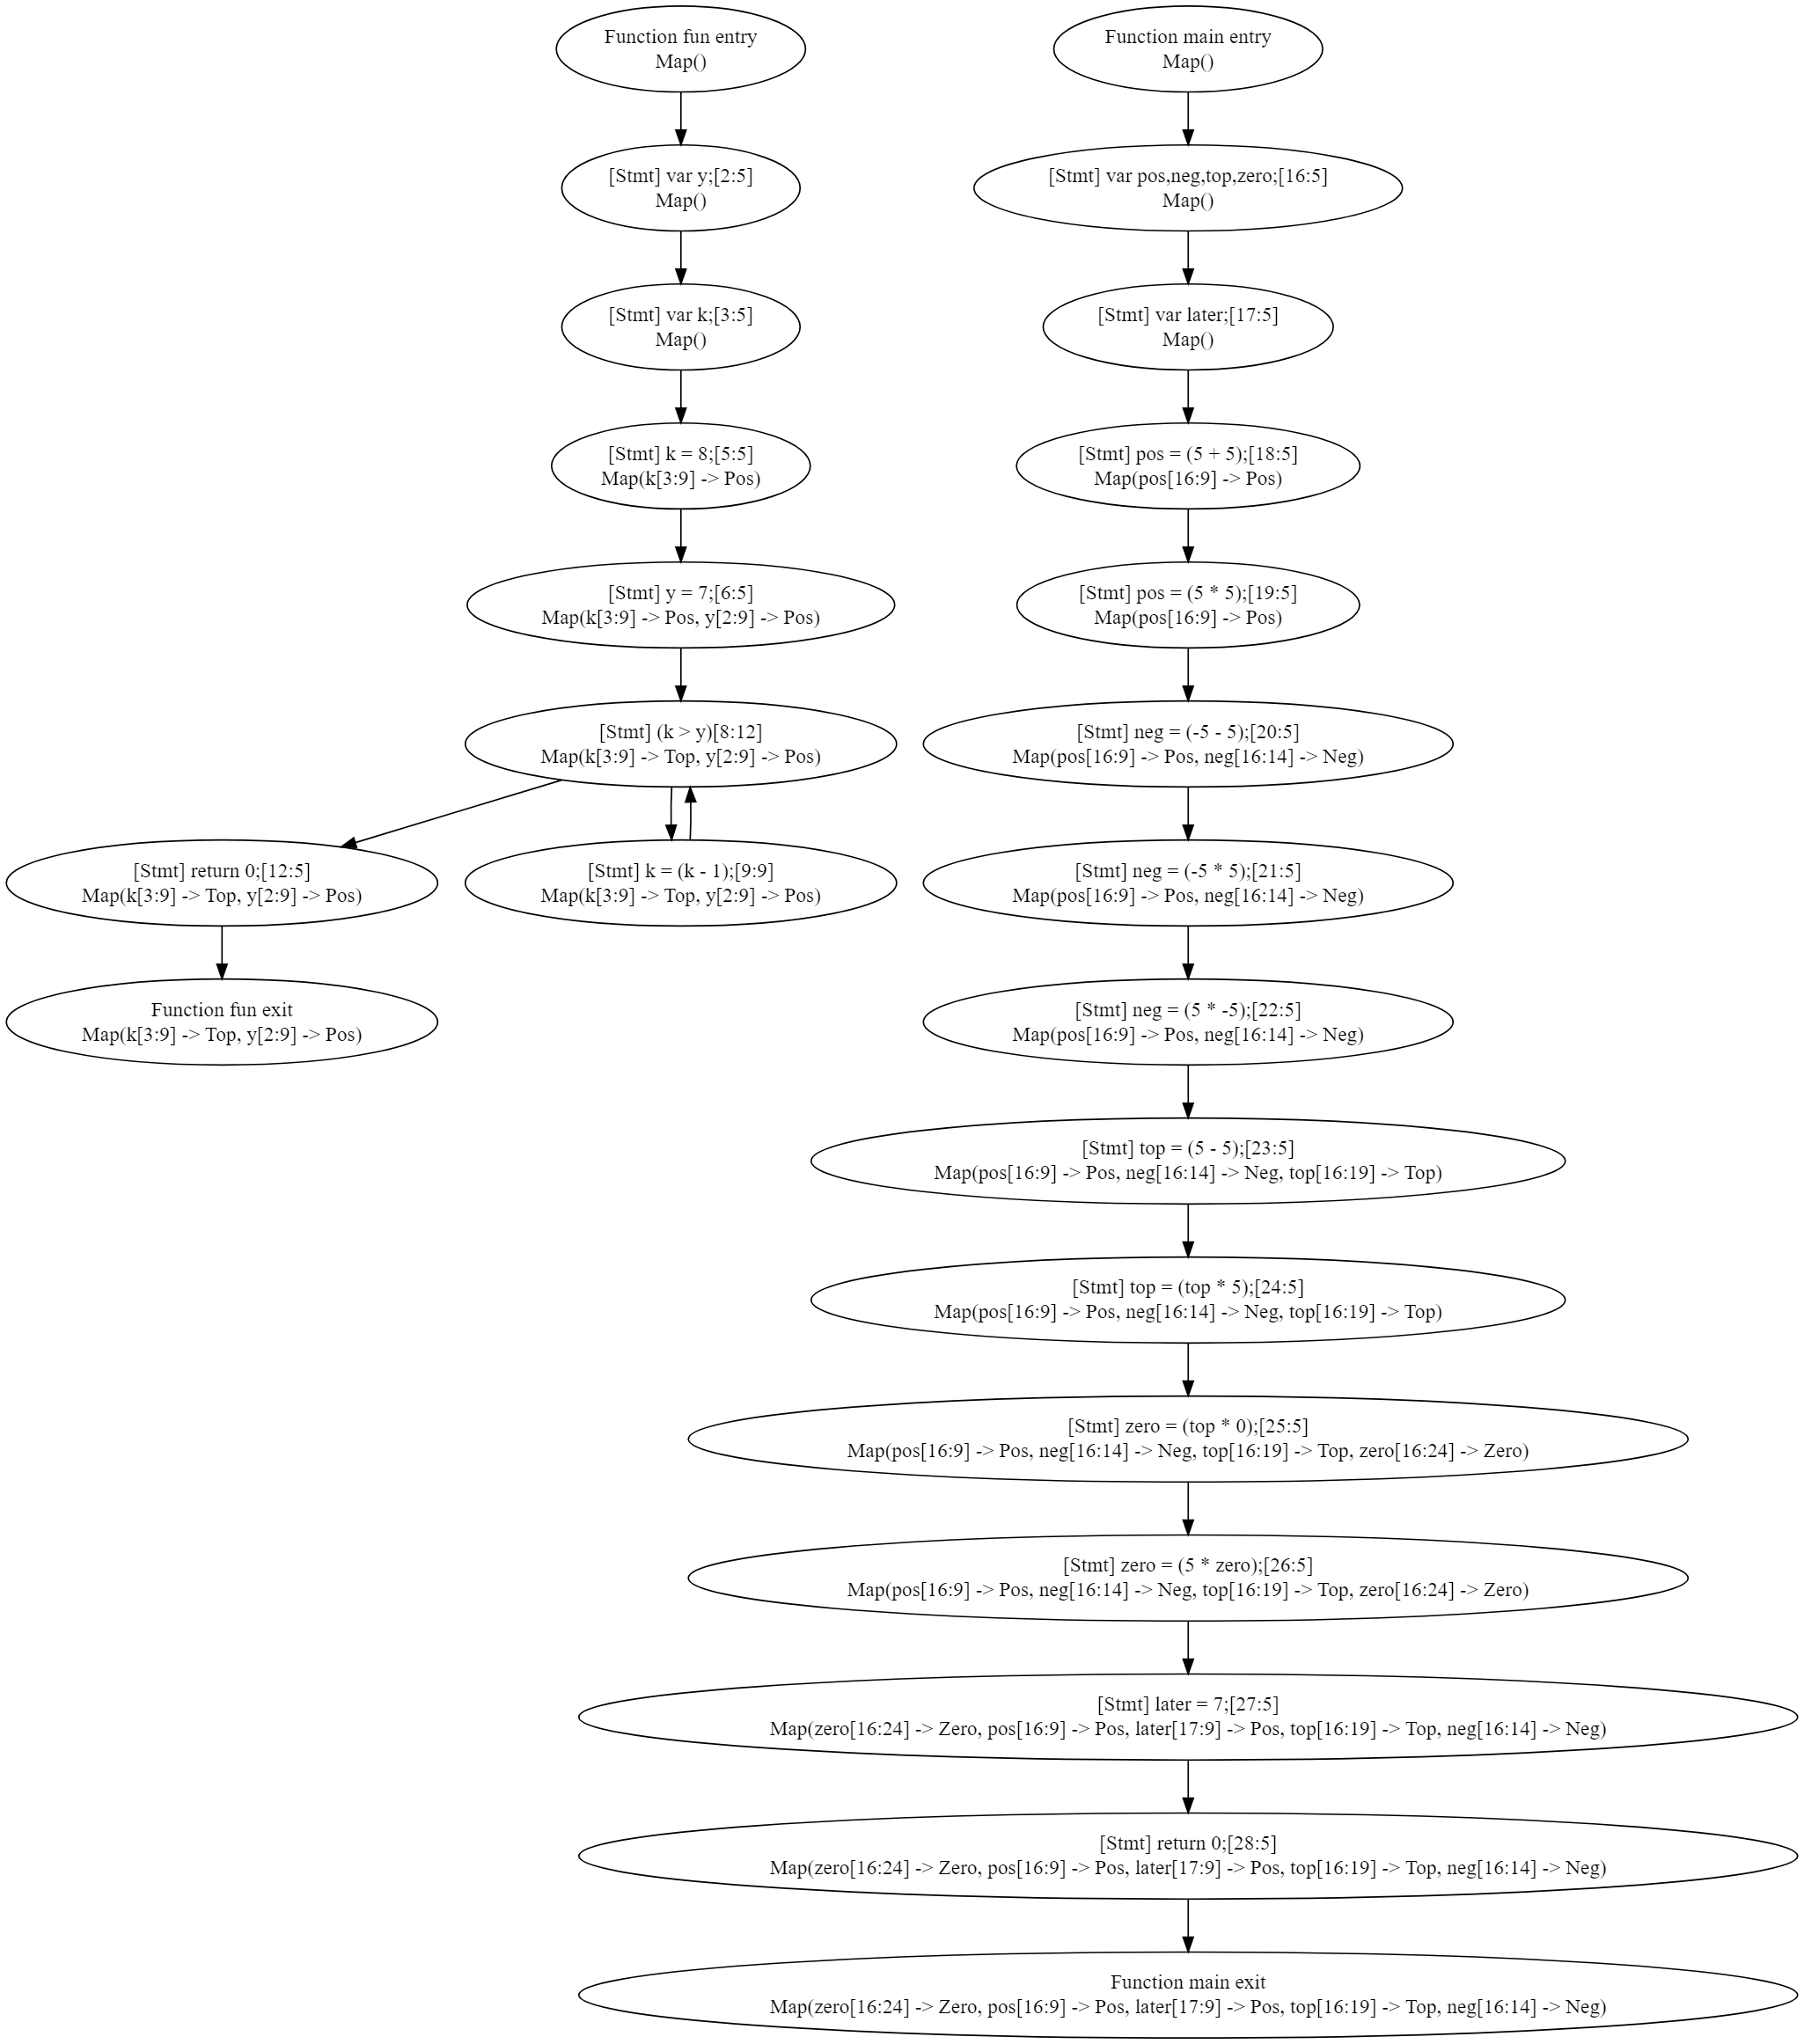 Function fun entry
Map()
[Stmt] var y;[2:5]
Map()
[Stmt] var k;[3:5]
Map()
[Stmt] k = 8;[5:5]
Map(k[3:9] -> Pos)
[Stmt] y = 7;[6:5]
Map(k[3:9] -> Pos, y[2:9] -> Pos)
[Stmt] (k > y)[8:12]
Map(k[3:9] -> Top, y[2:9] -> Pos)
[Stmt] return 0;[12:5]
Map(k[3:9] -> Top, y[2:9] -> Pos)
[Stmt] k = (k - 1);[9:9]
Map(k[3:9] -> Top, y[2:9] -> Pos)
Function fun exit
Map(k[3:9] -> Top, y[2:9] -> Pos)
Function main entry
Map()
[Stmt] var pos,neg,top,zero;[16:5]
Map()
[Stmt] var later;[17:5]
Map()
[Stmt] pos = (5 + 5);[18:5]
Map(pos[16:9] -> Pos)
[Stmt] pos = (5 * 5);[19:5]
Map(pos[16:9] -> Pos)
[Stmt] neg = (-5 - 5);[20:5]
Map(pos[16:9] -> Pos, neg[16:14] -> Neg)
[Stmt] neg = (-5 * 5);[21:5]
Map(pos[16:9] -> Pos, neg[16:14] -> Neg)
[Stmt] neg = (5 * -5);[22:5]
Map(pos[16:9] -> Pos, neg[16:14] -> Neg)
[Stmt] top = (5 - 5);[23:5]
Map(pos[16:9] -> Pos, neg[16:14] -> Neg, top[16:19] -> Top)
[Stmt] top = (top * 5);[24:5]
Map(pos[16:9] -> Pos, neg[16:14] -> Neg, top[16:19] -> Top)
[Stmt] zero = (top * 0);[25:5]
Map(pos[16:9] -> Pos, neg[16:14] -> Neg, top[16:19] -> Top, zero[16:24] -> Zero)
[Stmt] zero = (5 * zero);[26:5]
Map(pos[16:9] -> Pos, neg[16:14] -> Neg, top[16:19] -> Top, zero[16:24] -> Zero)
[Stmt] later = 7;[27:5]
Map(zero[16:24] -> Zero, pos[16:9] -> Pos, later[17:9] -> Pos, top[16:19] -> Top, neg[16:14] -> Neg)
[Stmt] return 0;[28:5]
Map(zero[16:24] -> Zero, pos[16:9] -> Pos, later[17:9] -> Pos, top[16:19] -> Top, neg[16:14] -> Neg)
Function main exit
Map(zero[16:24] -> Zero, pos[16:9] -> Pos, later[17:9] -> Pos, top[16:19] -> Top, neg[16:14] -> Neg)